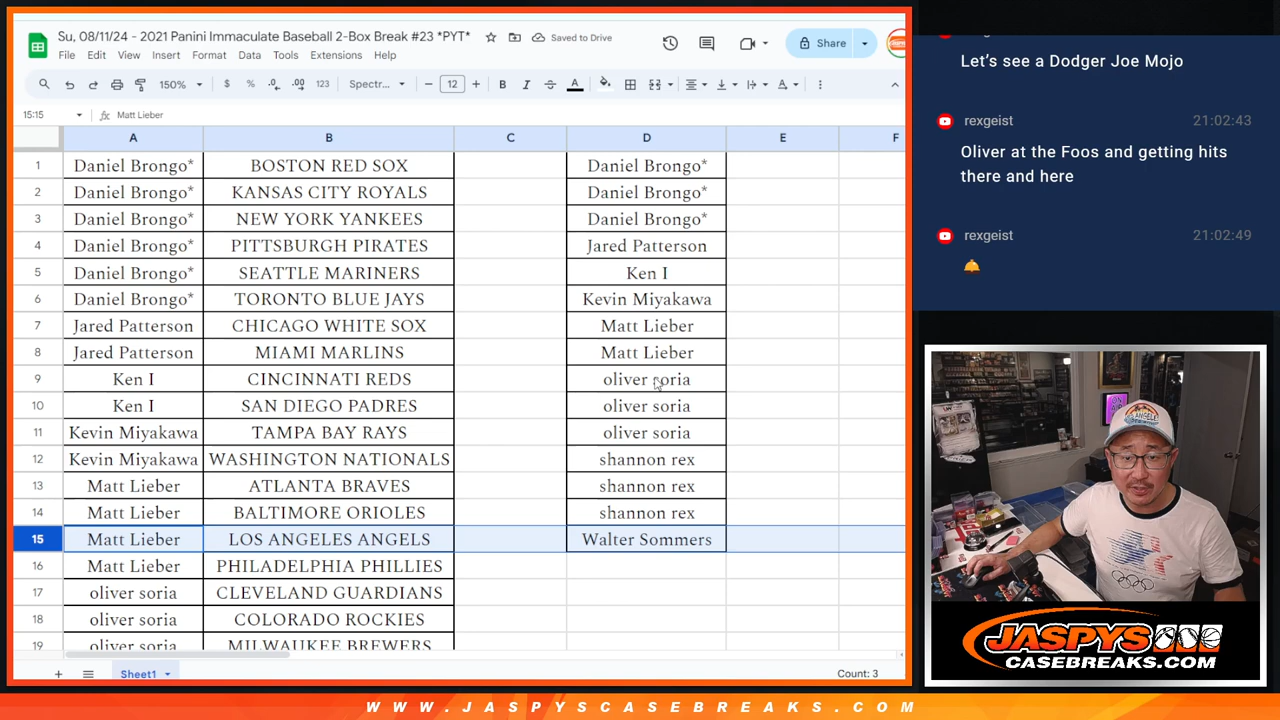 Su, 08/11/24 - 2021 Panini Immaculate Baseball 2-Box Break #23 *PYT*
Saved to Drive
Share
File Edit View Insert Format Data Tools Extensions Help
150% $ % .0 .00 123 Spectr... 12 B I A
15:15 fx Matt Lieber
A B C D E F
1 Daniel Brongo* BOSTON RED SOX Daniel Brongo*
2 Daniel Brongo* KANSAS CITY ROYALS Daniel Brongo*
3 Daniel Brongo* NEW YORK YANKEES Daniel Brongo*
4 Daniel Brongo* PITTSBURGH PIRATES Jared Patterson
5 Daniel Brongo* SEATTLE MARINERS Ken I
6 Daniel Brongo* TORONTO BLUE JAYS Kevin Miyakawa
7 Jared Patterson CHICAGO WHITE SOX Matt Lieber
8 Jared Patterson MIAMI MARLINS Matt Lieber
9 Ken I CINCINNATI REDS oliver soria
10 Ken I SAN DIEGO PADRES oliver soria
11 Kevin Miyakawa TAMPA BAY RAYS oliver soria
12 Kevin Miyakawa WASHINGTON NATIONALS shannon rex
13 Matt Lieber ATLANTA BRAVES shannon rex
14 Matt Lieber BALTIMORE ORIOLES shannon rex
15 Matt Lieber LOS ANGELES ANGELS Walter Sommers
16 Matt Lieber PHILADELPHIA PHILLIES
17 oliver soria CLEVELAND GUARDIANS
18 oliver soria COLORADO ROCKIES
19 oliver soria MILWAUKEE BREWERS
Sheet1
Count: 3
Let's see a Dodger Joe Mojo
rexgeist 21:02:43
Oliver at the Foos and getting hits
there and here
rexgeist 21:02:49
JASPYS
CASEBREAKS.COM
WWW.JASPYSCASEBREAKS.COM